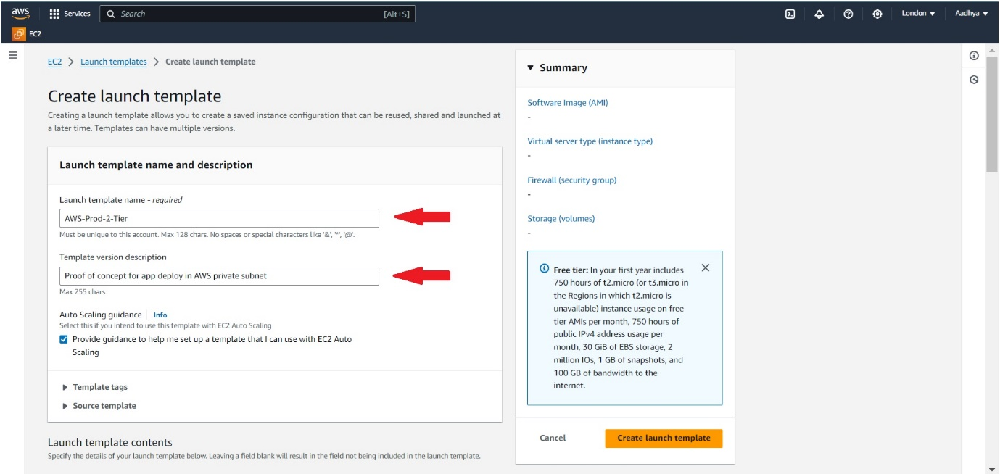 aws
Services
Search
[Alt+S]
London
Aadhya
EC2
EC2
Launch templates
Create launch template
Create launch template
Creating a launch template allows you to create a saved instance configuration that can be reused, shared and launched at
a later time. Templates can have multiple versions.
Launch template name and description
Launch template name - required
AWS-Prod-2-Tier
Must be unique to this account. Max 128 chars. No spaces or special characters like '&', '*', '@'.
Template version description
Proof of concept for app deploy in AWS private subnet
Max 255 chars
Auto Scaling guidance
Info
Select this if you intend to use this template with EC2 Auto Scaling
Provide guidance to help me set up a template that I can use with EC2 Auto
Scaling
Template tags
Source template
Launch template contents
Specify the details of your launch template below. Leaving a field blank will result in the field not being included in the launch template.
Summary
Software Image (AMI)
-
Virtual server type (instance type)
-
Firewall (security group)
-
Storage (volumes)
-
Free tier: In your first year includes
750 hours of t2.micro (or t3.micro in
the Regions in which t2.micro is
unavailable) instance usage on free
tier AMIs per month, 750 hours of
public IPv4 address usage per
month, 30 GiB of EBS storage, 2
million IOs, 1 GB of snapshots, and
100 GB of bandwidth to the
internet.
Cancel
Create launch template